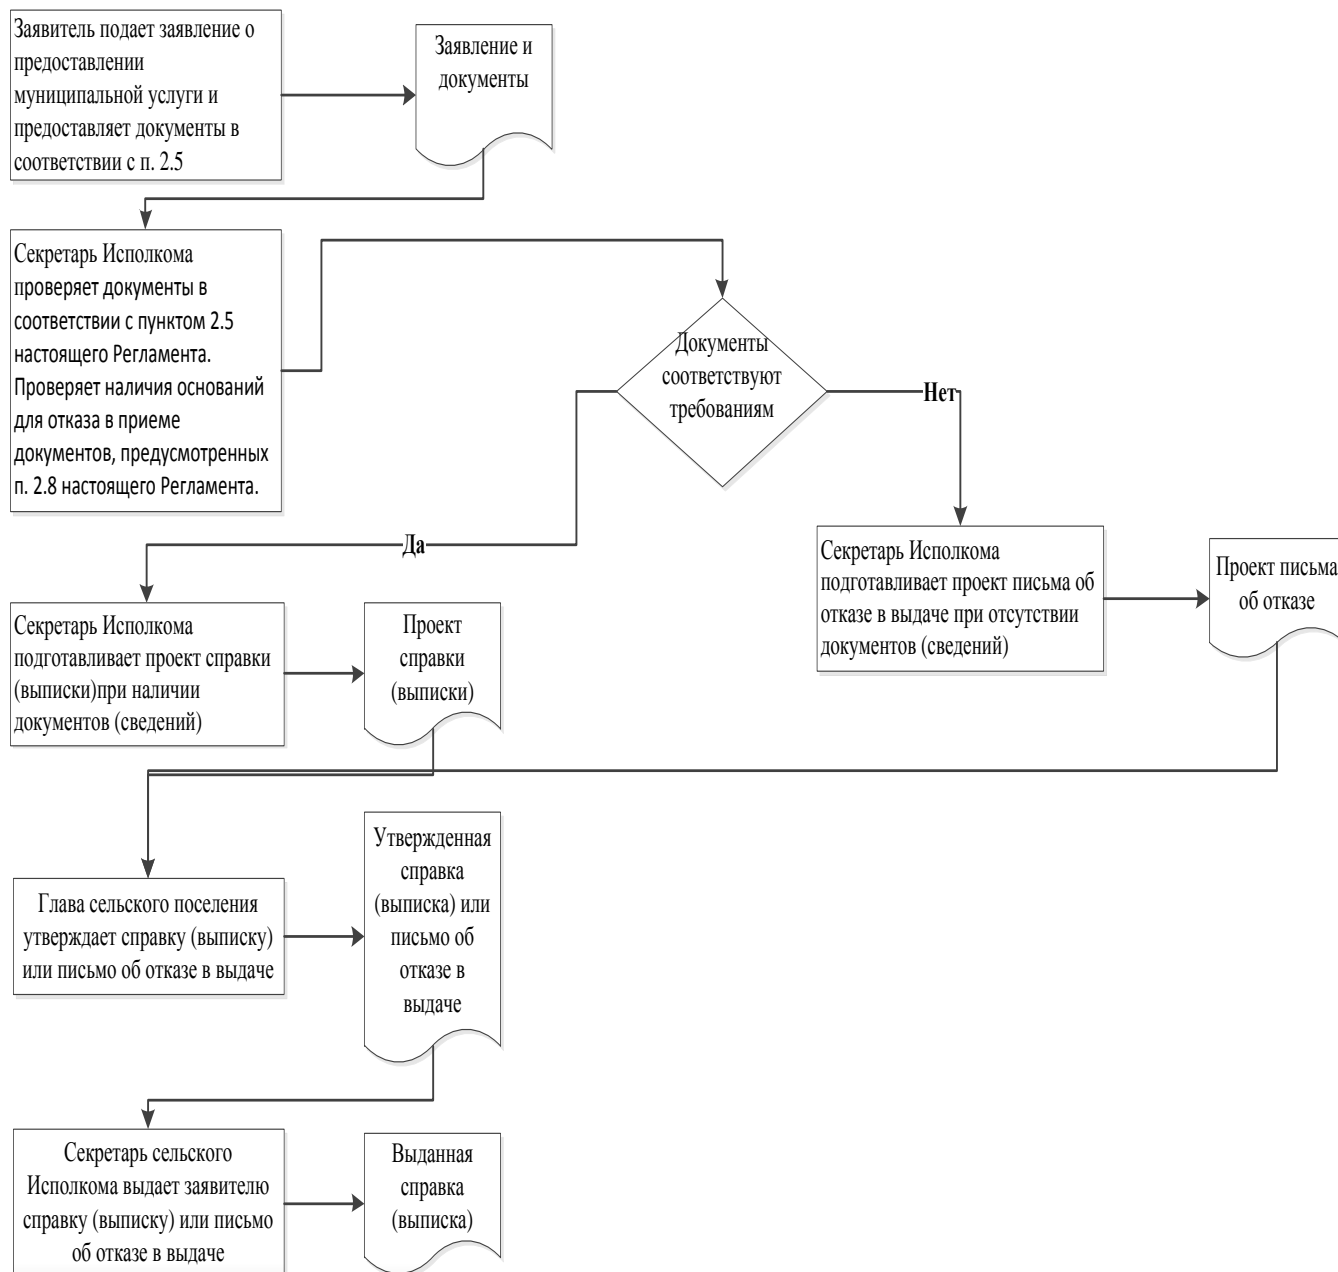 Заявитель подает заявление о
предоставлении
муниципальной услуги и
предоставляет документы в
соответствии с п. 2.5
Заявление и
документы
Секретарь Исполкома
проверяет документы в
соответствии с пунктом 2.5
настоящего Регламента.
Проверяет наличия оснований
для отказа в приеме
документов, предусмотренных
п. 2.8 настоящего Регламента.
Документы
соответствуют
требованиям
Нет
Да
Секретарь Исполкома
подготавливает проект письма об
отказе в выдаче при отсутствии
документов (сведений)
Проект письма
об отказе
Секретарь Исполкома
подготавливает проект справки
(выписки)при наличии
документов (сведений)
Проект
справки
(выписки)
Глава сельского поселения
утверждает справку (выписку)
или письмо об отказе в выдаче
Утвержденная
справка
(выписка) или
письмо об
отказе в
выдаче
Секретарь сельского
Исполкома выдает заявителю
справку (выписку) или письмо
об отказе в выдаче
Выданная
справка
(выписка)